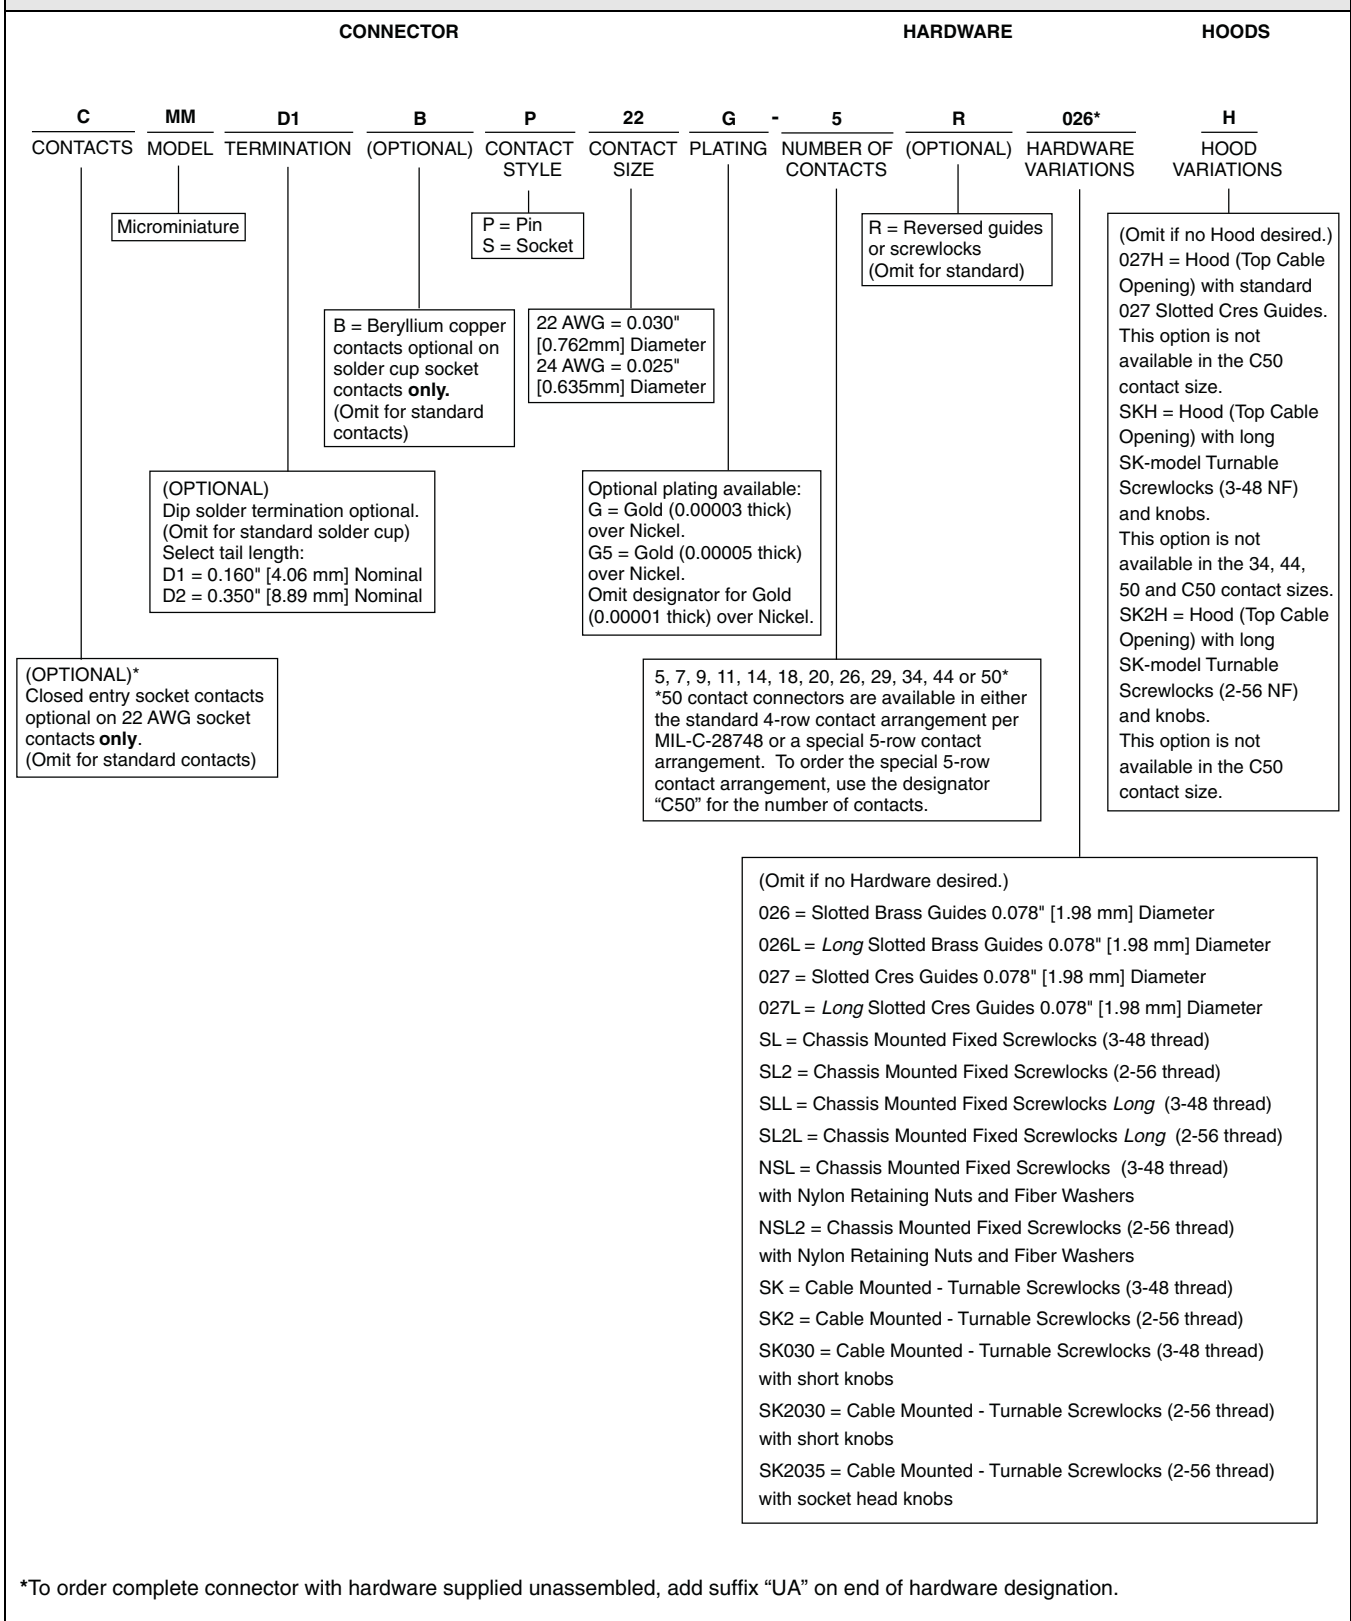 CONNECTOR HARDWARE HOODS
C MM D1 B P 22 G - 5 R 026* H
CONTACTS MODEL TERMINATION (OPTIONAL) CONTACT STYLE CONTACT SIZE PLATING NUMBER OF CONTACTS (OPTIONAL) HARDWARE VARIATIONS HOOD VARIATIONS
Microminiature
P = Pin
S = Socket
R = Reversed guides
or screwlocks
(Omit for standard)
B = Beryllium copper
contacts optional on
solder cup socket
contacts only.
(Omit for standard
contacts)
22 AWG = 0.030"
[0.762mm] Diameter
24 AWG = 0.025"
[0.635mm] Diameter
(Omit if no Hood desired.)
027H = Hood (Top Cable
Opening) with standard
027 Slotted Cres Guides.
This option is not
available in the C50
contact size.
SKH = Hood (Top Cable
Opening) with long
SK-model Turnable
Screwlocks (3-48 NF)
and knobs.
This option is not
available in the 34, 44,
50 and C50 contact sizes.
SK2H = Hood (Top Cable
Opening) with long
SK-model Turnable
Screwlocks (2-56 NF)
and knobs.
This option is not
available in the C50
contact size.
(OPTIONAL)
Dip solder termination optional.
(Omit for standard solder cup)
Select tail length:
D1 = 0.160" [4.06 mm] Nominal
D2 = 0.350" [8.89 mm] Nominal
Optional plating available:
G = Gold (0.00003 thick)
over Nickel.
G5 = Gold (0.00005 thick)
over Nickel.
Omit designator for Gold
(0.00001 thick) over Nickel.
(OPTIONAL)*
Closed entry socket contacts
optional on 22 AWG socket
contacts only.
(Omit for standard contacts)
5, 7, 9, 11, 14, 18, 20, 26, 29, 34, 44 or 50*
*50 contact connectors are available in either
the standard 4-row contact arrangement per
MIL-C-28748 or a special 5-row contact
arrangement. To order the special 5-row
contact arrangement, use the designator
“C50” for the number of contacts.
(Omit if no Hardware desired.)
026 = Slotted Brass Guides 0.078" [1.98 mm] Diameter
026L = Long Slotted Brass Guides 0.078" [1.98 mm] Diameter
027 = Slotted Cres Guides 0.078" [1.98 mm] Diameter
027L = Long Slotted Cres Guides 0.078" [1.98 mm] Diameter
SL = Chassis Mounted Fixed Screwlocks (3-48 thread)
SL2 = Chassis Mounted Fixed Screwlocks (2-56 thread)
SLL = Chassis Mounted Fixed Screwlocks Long (3-48 thread)
SL2L = Chassis Mounted Fixed Screwlocks Long (2-56 thread)
NSL = Chassis Mounted Fixed Screwlocks (3-48 thread)
with Nylon Retaining Nuts and Fiber Washers
NSL2 = Chassis Mounted Fixed Screwlocks (2-56 thread)
with Nylon Retaining Nuts and Fiber Washers
SK = Cable Mounted - Turnable Screwlocks (3-48 thread)
SK2 = Cable Mounted - Turnable Screwlocks (2-56 thread)
SK030 = Cable Mounted - Turnable Screwlocks (3-48 thread)
with short knobs
SK2030 = Cable Mounted - Turnable Screwlocks (2-56 thread)
with short knobs
SK2035 = Cable Mounted - Turnable Screwlocks (2-56 thread)
with socket head knobs
*To order complete connector with hardware supplied unassembled, add suffix “UA” on end of hardware designation.